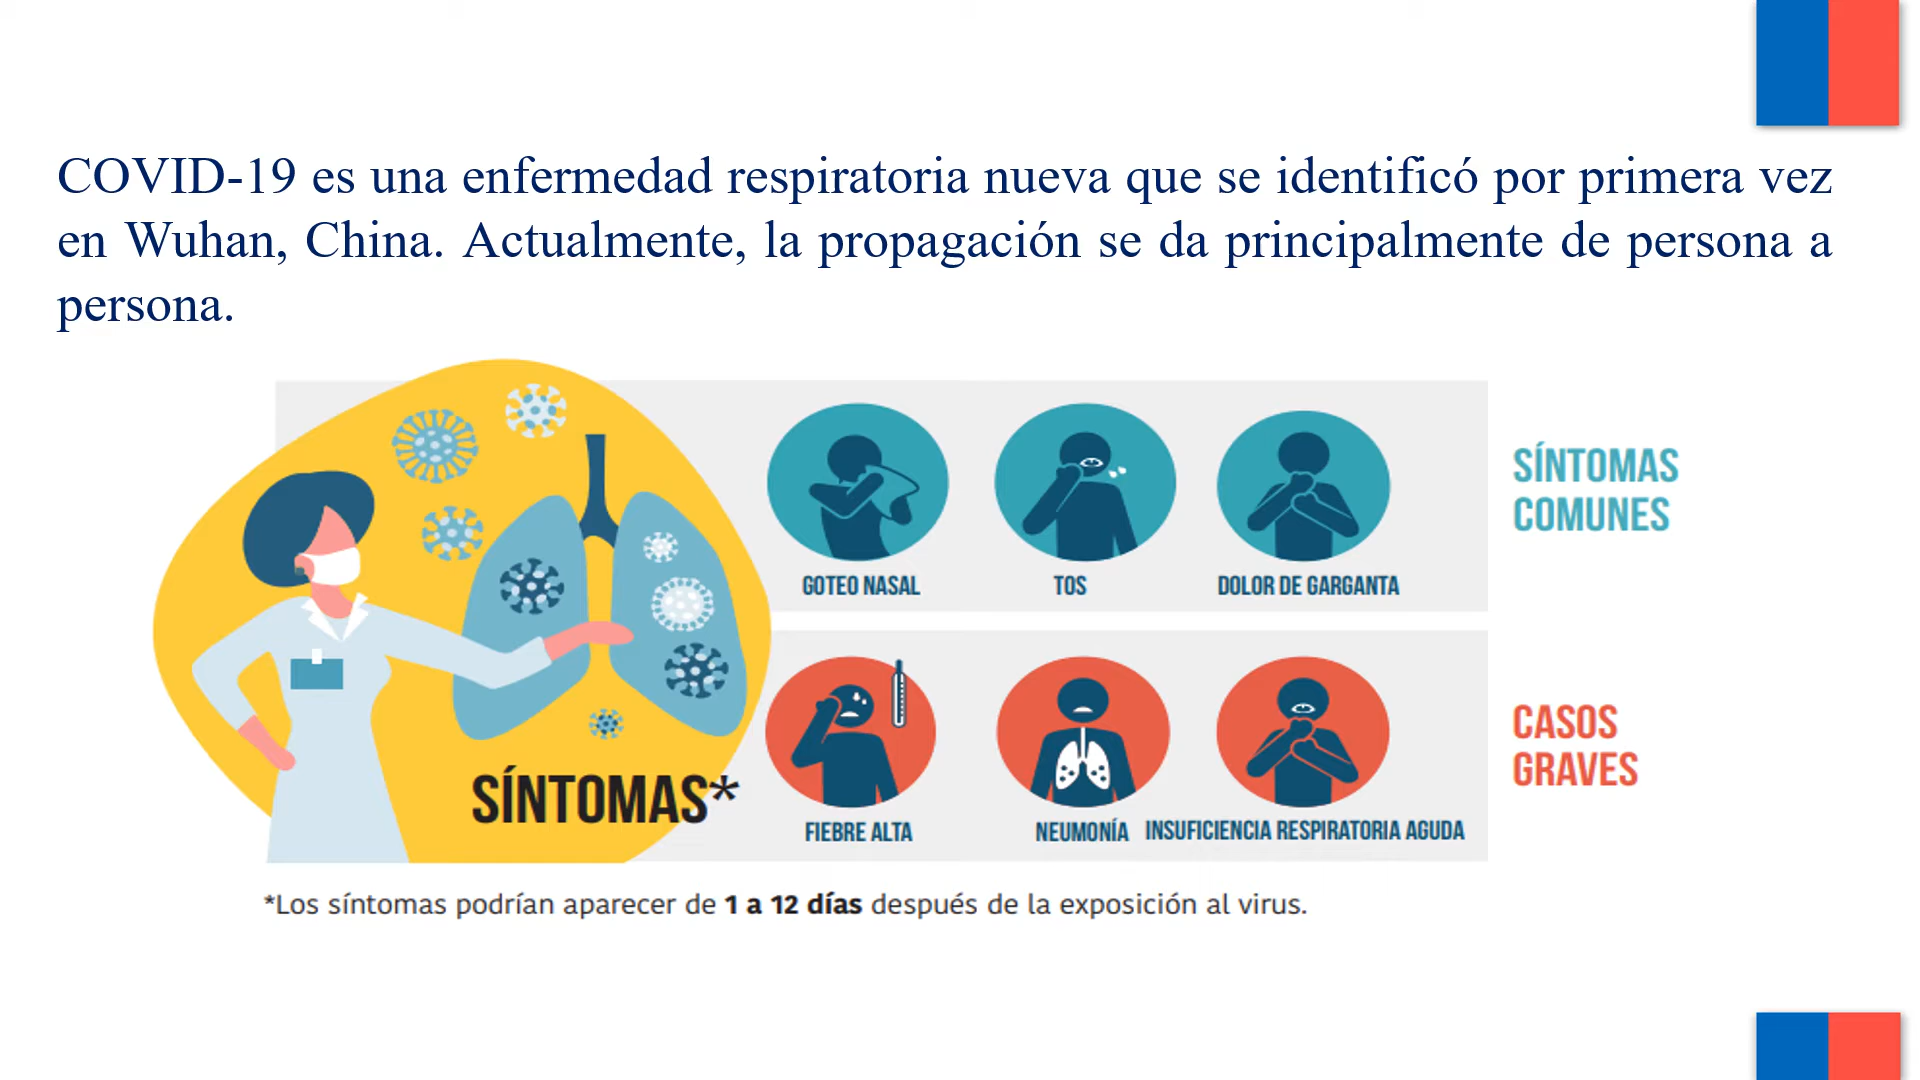 COVID-19 es una enfermedad respiratoria nueva que se identificó por primera vez
en Wuhan, China. Actualmente, la propagación se da principalmente de persona a
persona.
GOTEO NASAL
TOS
DOLOR DE GARGANTA
SÍNTOMAS
COMUNES
SÍNTOMAS*
FIEBRE ALTA
NEUMONÍA
INSUFICIENCIA RESPIRATORIA AGUDA
CASOS
GRAVES
*Los síntomas podrían aparecer de 1 a 12 días después de la exposición al virus.